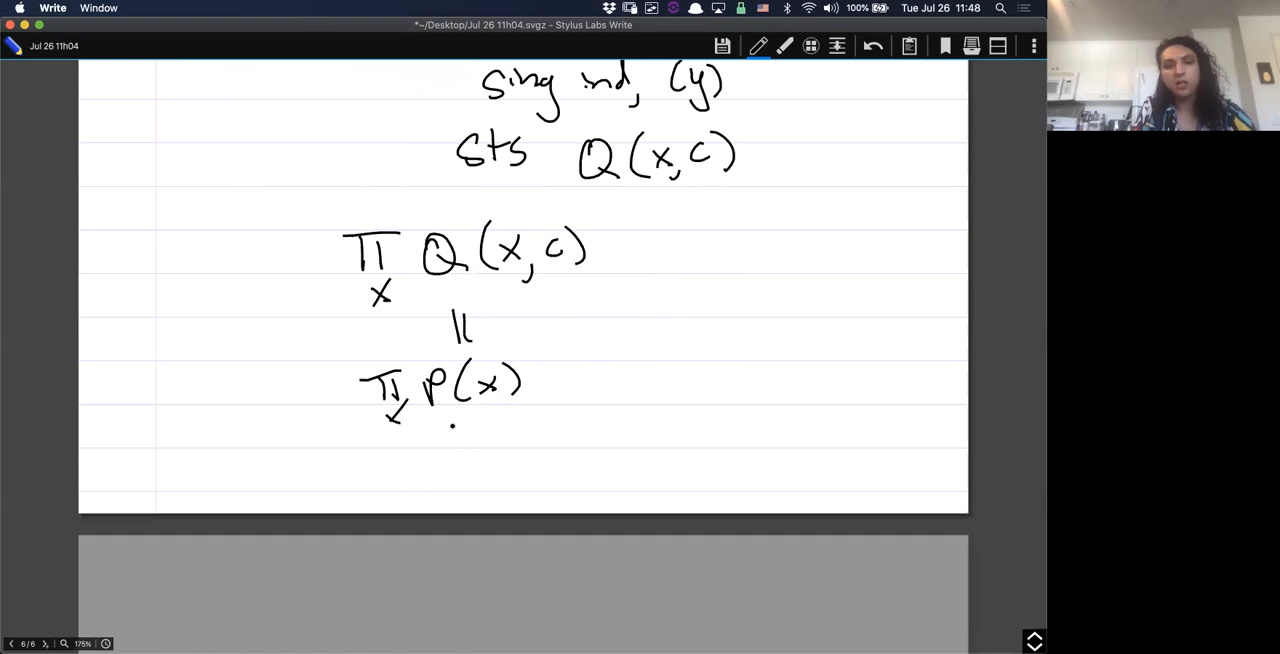 Write Window 100% Tue Jul 26 11:48
*~/Desktop/Jul 26 11h04.svgz - Stylus Labs Write
Jul 26 11h04
sing ind, (y)
sts Q(x,c)
Π Q(x,c)
x
||
Π P(x)
x
6/6 175%